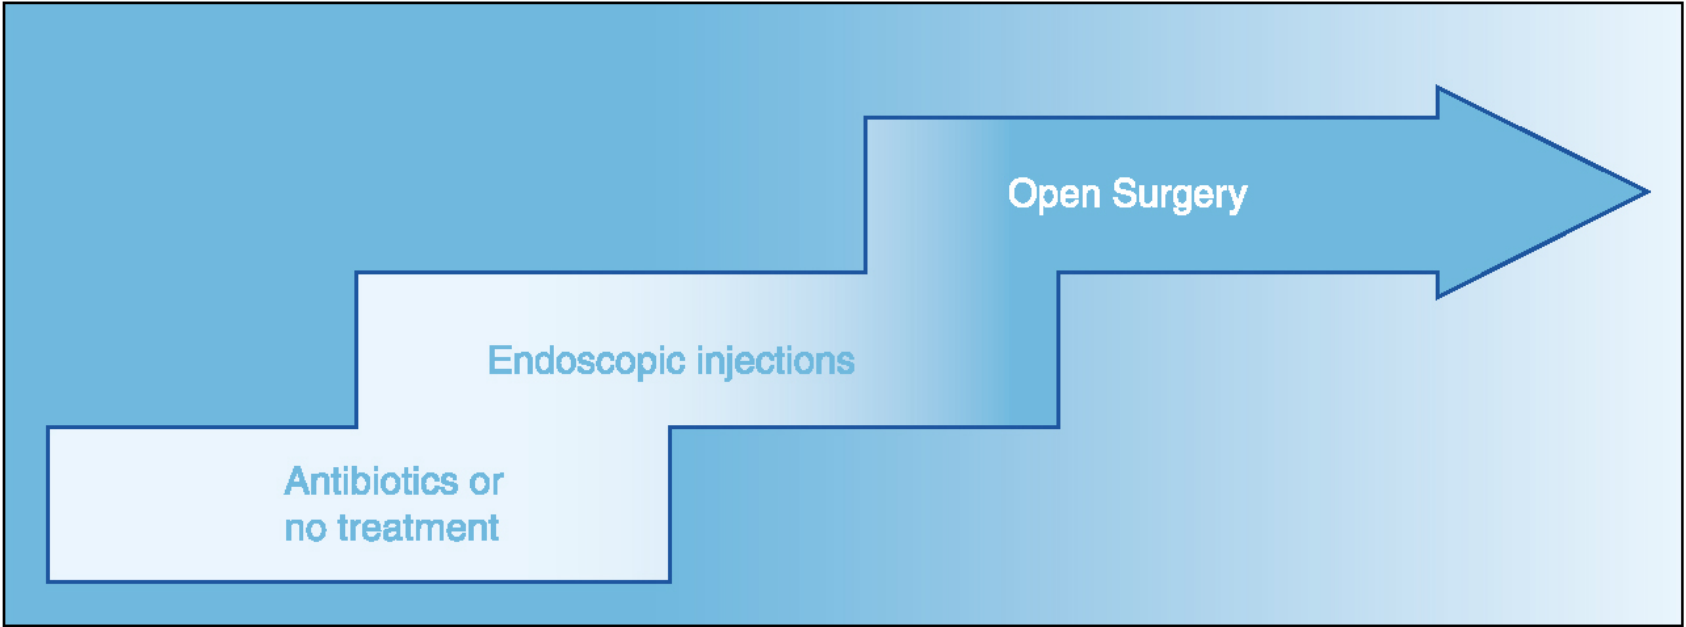 Open Surgery
Endoscopic injections
Antibiotics or
no treatment